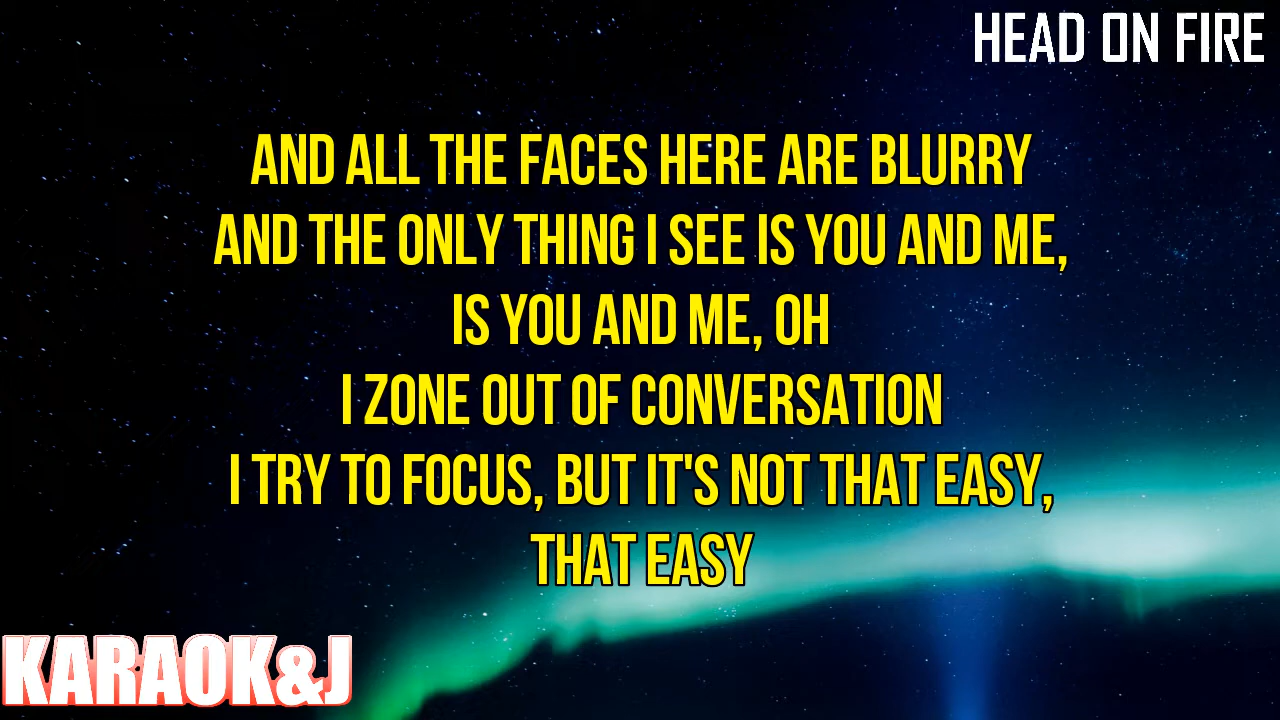 HEAD ON FIRE
AND ALL THE FACES HERE ARE BLURRY
AND THE ONLY THING I SEE IS YOU AND ME,
IS YOU AND ME, OH
I ZONE OUT OF CONVERSATION
I TRY TO FOCUS, BUT IT'S NOT THAT EASY,
THAT EASY
KARAOK&J